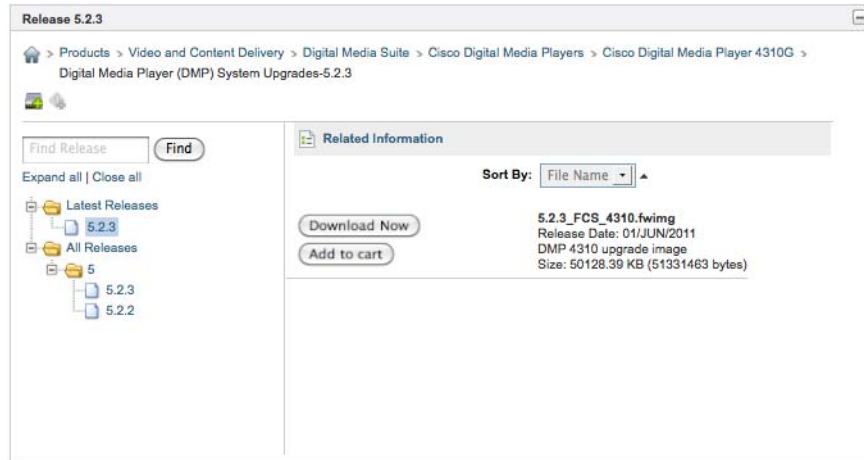 Release 5.2.3
> Products > Video and Content Delivery > Digital Media Suite > Cisco Digital Media Players > Cisco Digital Media Player 4310G >
Digital Media Player (DMP) System Upgrades-5.2.3
Find Release
Find
Expand all | Close all
Latest Releases
5.2.3
All Releases
5
5.2.3
5.2.2
Related Information
Sort By: File Name
Download Now
Add to cart
5.2.3_FCS_4310.fwimg
Release Date: 01/JUN/2011
DMP 4310 upgrade image
Size: 50128.39 KB (51331463 bytes)